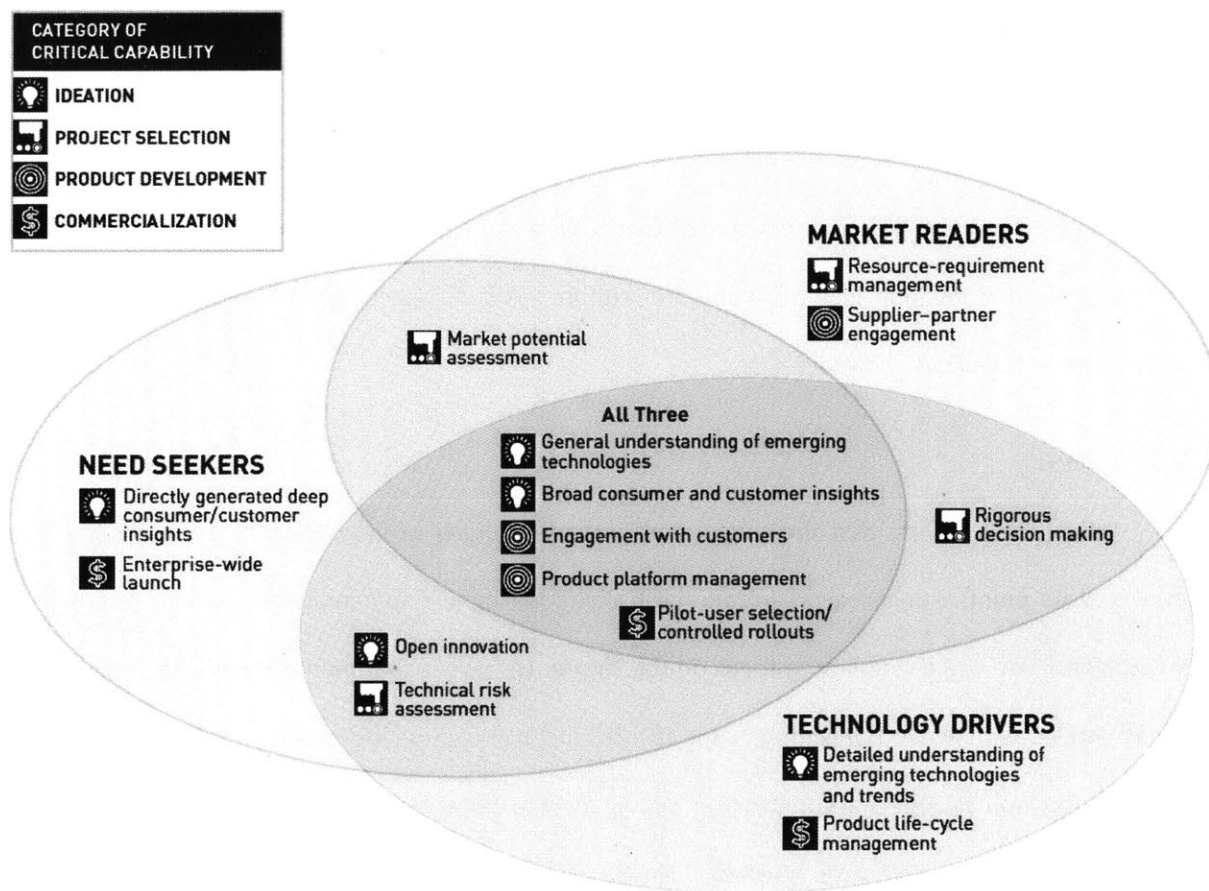 CATEGORY OF
CRITICAL CAPABILITY
IDEATION
PROJECT SELECTION
PRODUCT DEVELOPMENT
$ COMMERCIALIZATION
MARKET READERS
Resource-requirement
management
Supplier–partner
engagement
Market potential
assessment
All Three
General understanding of emerging
technologies
Broad consumer and customer insights
Engagement with customers
Product platform management
$ Pilot-user selection/
controlled rollouts
NEED SEEKERS
Directly generated deep
consumer/customer
insights
$ Enterprise-wide
launch
Rigorous
decision making
Open innovation
Technical risk
assessment
TECHNOLOGY DRIVERS
Detailed understanding of
emerging technologies
and trends
$ Product life-cycle
management